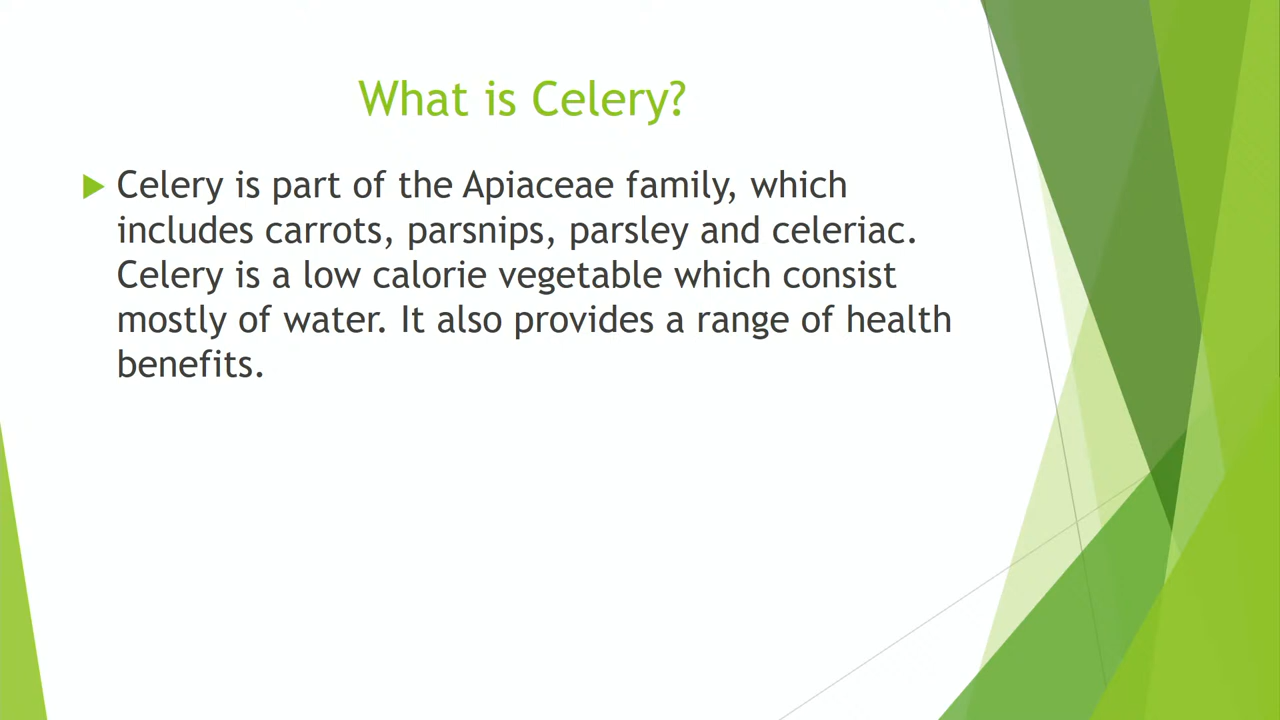 What is Celery?
Celery is part of the Apiaceae family, which
includes carrots, parsnips, parsley and celeriac.
Celery is a low calorie vegetable which consist
mostly of water. It also provides a range of health
benefits.